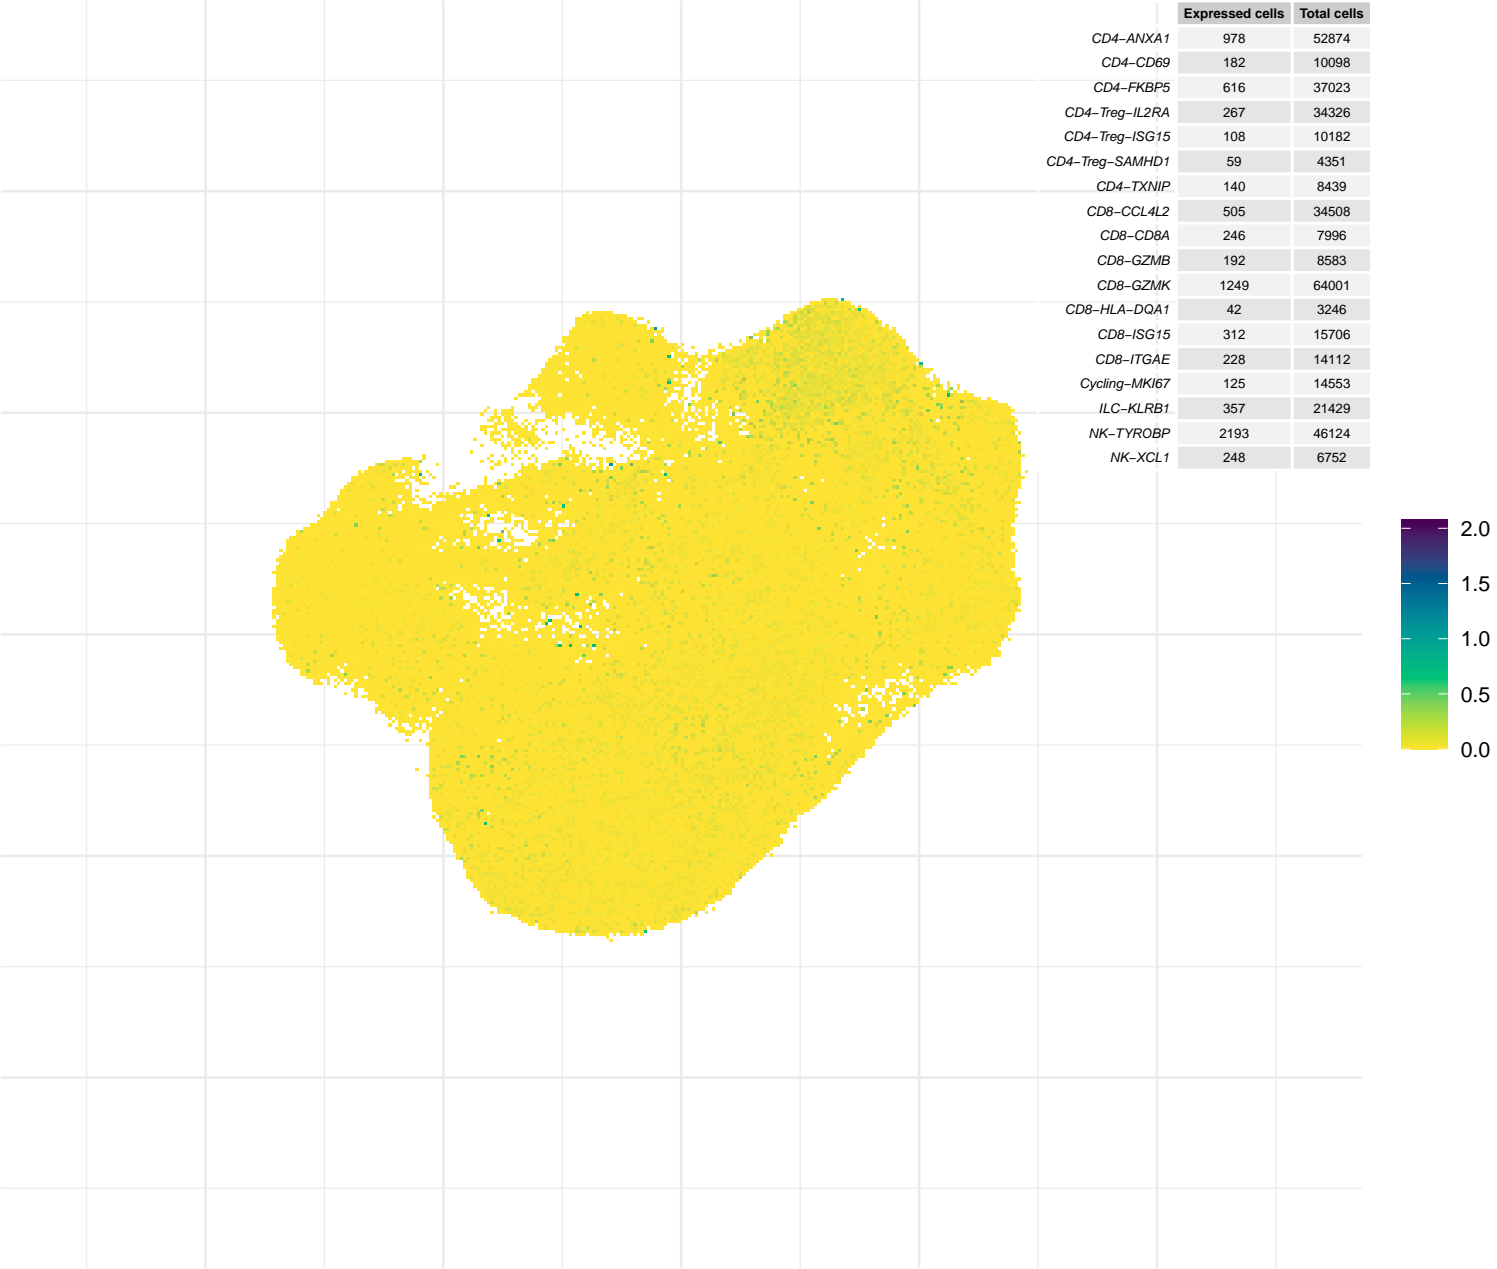 Expressed cells Total cells
CD4−ANXA1 978 52874
CD4−CD69 182 10098
CD4−FKBP5 616 37023
CD4−Treg−IL2RA 267 34326
CD4−Treg−ISG15 108 10182
CD4−Treg−SAMHD1 59 4351
CD4−TXNIP 140 8439
CD8−CCL4L2 505 34508
CD8−CD8A 246 7996
CD8−GZMB 192 8583
CD8−GZMK 1249 64001
CD8−HLA−DQA1 42 3246
CD8−ISG15 312 15706
CD8−ITGAE 228 14112
Cycling−MKI67 125 14553
ILC−KLRB1 357 21429
NK−TYROBP 2193 46124
NK−XCL1 248 6752
2.0
1.5
1.0
0.5
0.0